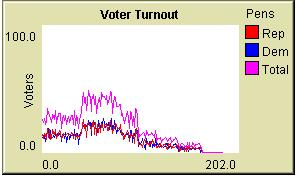 Voter Turnout
Pens
100.0
Rep
Dem
Total
Voters
0.0
0.0
202.0